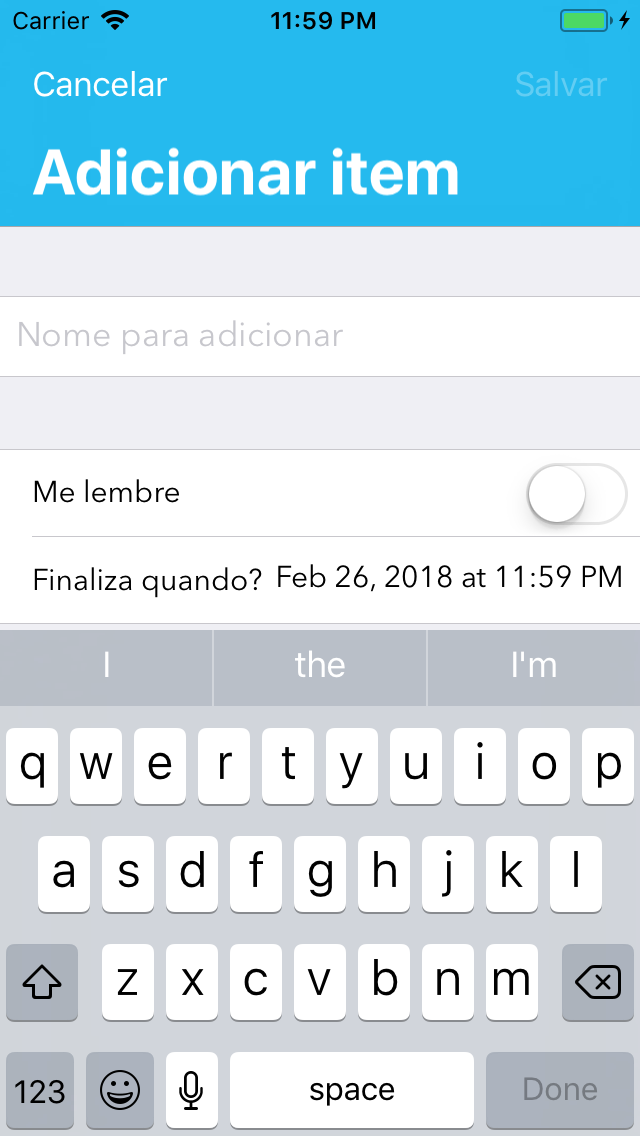 Carrier 11:59 PM
Cancelar Salvar
Adicionar item
Nome para adicionar
Me lembre
Finaliza quando? Feb 26, 2018 at 11:59 PM
I the I'm
q w e r t y u i o p
a s d f g h j k l
z x c v b n m
123 space Done